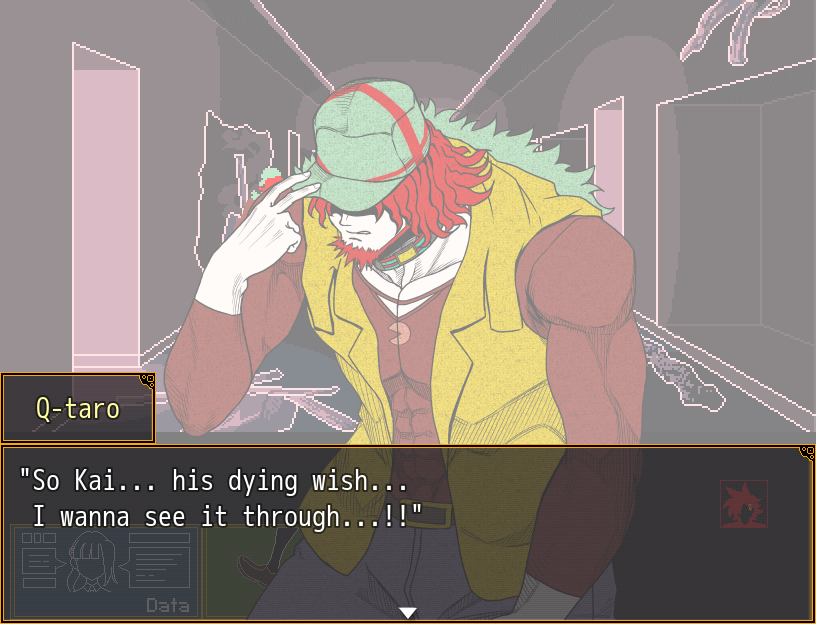 Q-taro
"So Kai... his dying wish...
I wanna see it through...!!"
Data